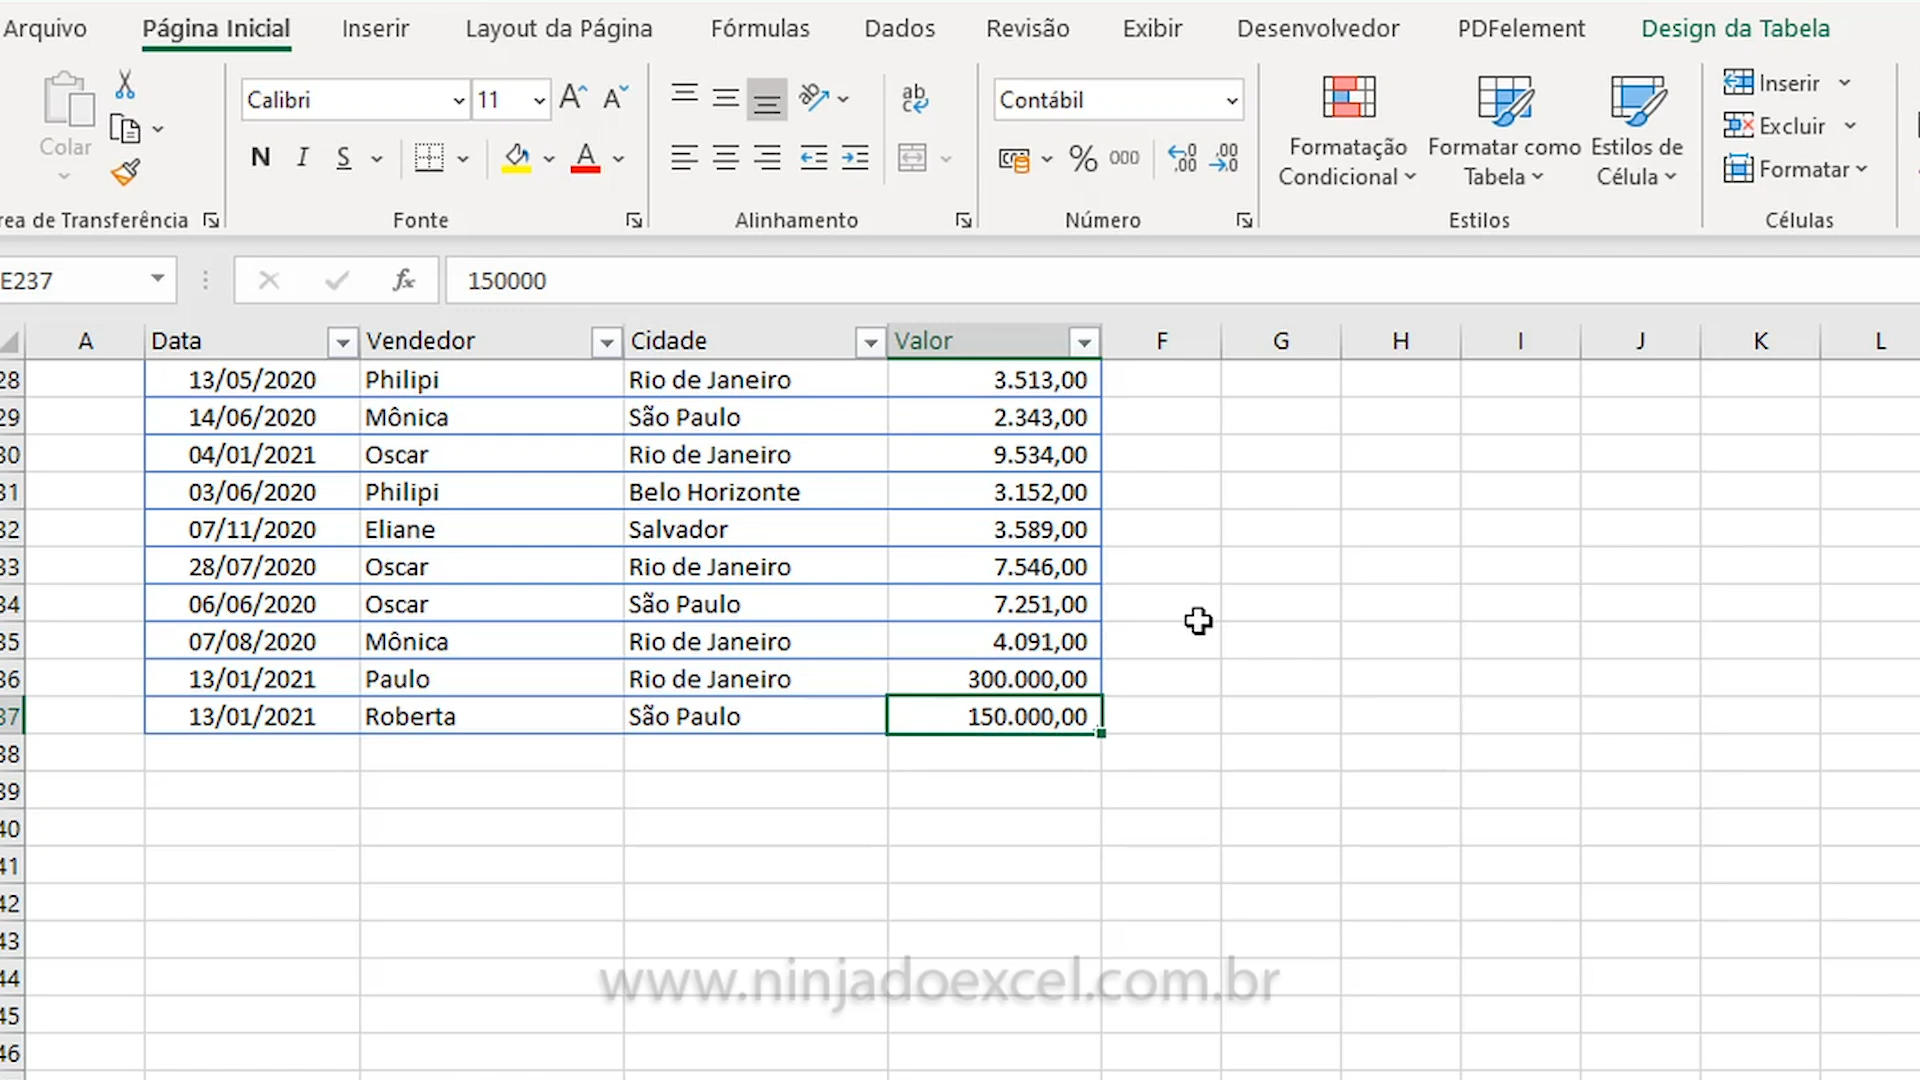 Arquivo Página Inicial Inserir Layout da Página Fórmulas Dados Revisão Exibir Desenvolvedor PDFelement Design da Tabela
Colar
Calibri 11
N I S
ab
Contábil
% 000
Formatação Condicional
Formatar como Tabela
Estilos de Célula
Inserir
Excluir
Formatar
rea de Transferência Fonte Alinhamento Número Estilos Células
E237 fx 150000
A Data Vendedor Cidade Valor F G H I J K L
28 13/05/2020 Philipi Rio de Janeiro 3.513,00
29 14/06/2020 Mônica São Paulo 2.343,00
30 04/01/2021 Oscar Rio de Janeiro 9.534,00
31 03/06/2020 Philipi Belo Horizonte 3.152,00
32 07/11/2020 Eliane Salvador 3.589,00
33 28/07/2020 Oscar Rio de Janeiro 7.546,00
34 06/06/2020 Oscar São Paulo 7.251,00
35 07/08/2020 Mônica Rio de Janeiro 4.091,00
36 13/01/2021 Paulo Rio de Janeiro 300.000,00
37 13/01/2021 Roberta São Paulo 150.000,00
38
39
40
41
42
43
44
45
46
www.ninjadoexcel.com.br